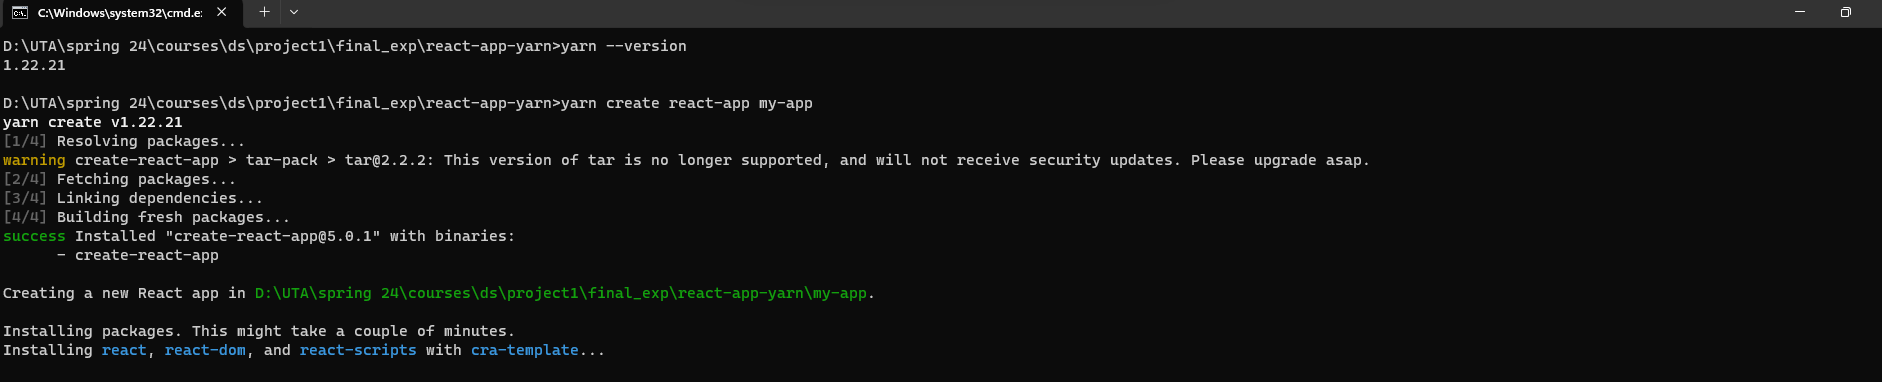 C:\Windows\system32\cmd.e:
D:\UTA\spring 24\courses\ds\project1\final_exp\react-app-yarn>yarn --version
1.22.21
D:\UTA\spring 24\courses\ds\project1\final_exp\react-app-yarn>yarn create react-app my-app
yarn create v1.22.21
[1/4] Resolving packages...
warning create-react-app > tar-pack > tar@2.2.2: This version of tar is no longer supported, and will not receive security updates. Please upgrade asap.
[2/4] Fetching packages...
[3/4] Linking dependencies...
[4/4] Building fresh packages...
success Installed "create-react-app@5.0.1" with binaries:
- create-react-app
Creating a new React app in D:\UTA\spring 24\courses\ds\project1\final_exp\react-app-yarn\my-app.
Installing packages. This might take a couple of minutes.
Installing react, react-dom, and react-scripts with cra-template...